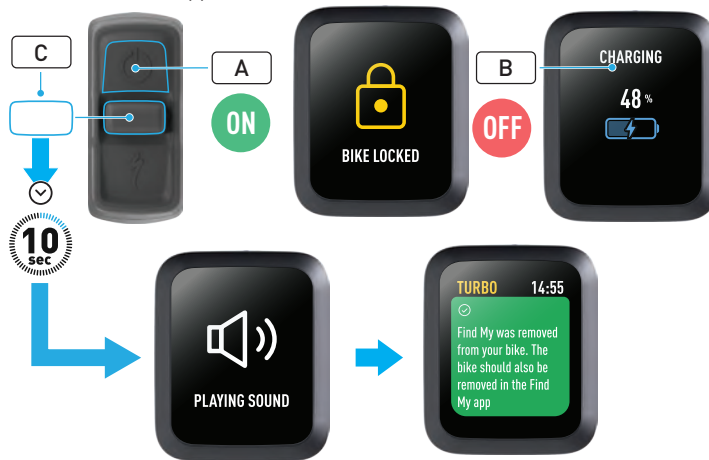 C
A
ON
BIKE LOCKED
B
OFF
CHARGING
48 %
10
sec
PLAYING SOUND
TURBO 14:55
Find My was removed
from your bike. The
bike should also be
removed in the Find
My app